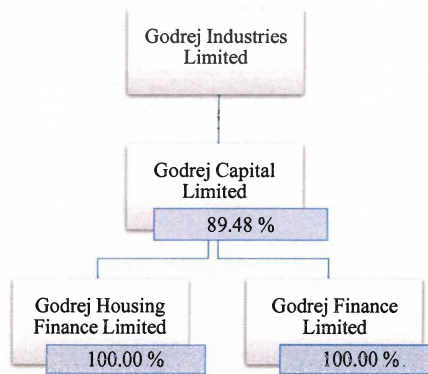 Godrej Industries
Limited
Godrej Capital
Limited
89.48 %
Godrej Housing
Finance Limited
100.00 %
Godrej Finance
Limited
100.00 %